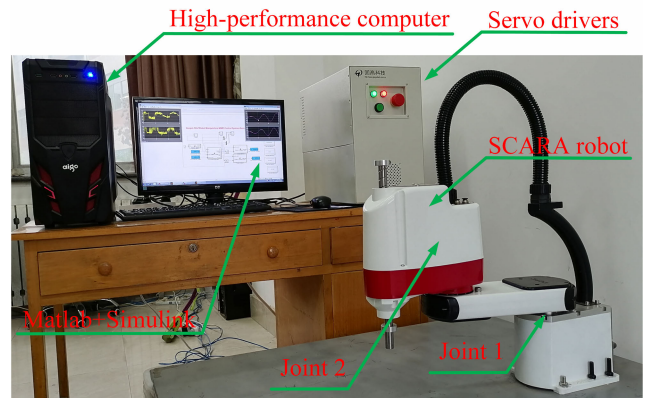 High-performance computer
Servo drivers
SCARA robot
aigo
Matlab+Simulink
Joint 2
Joint 1